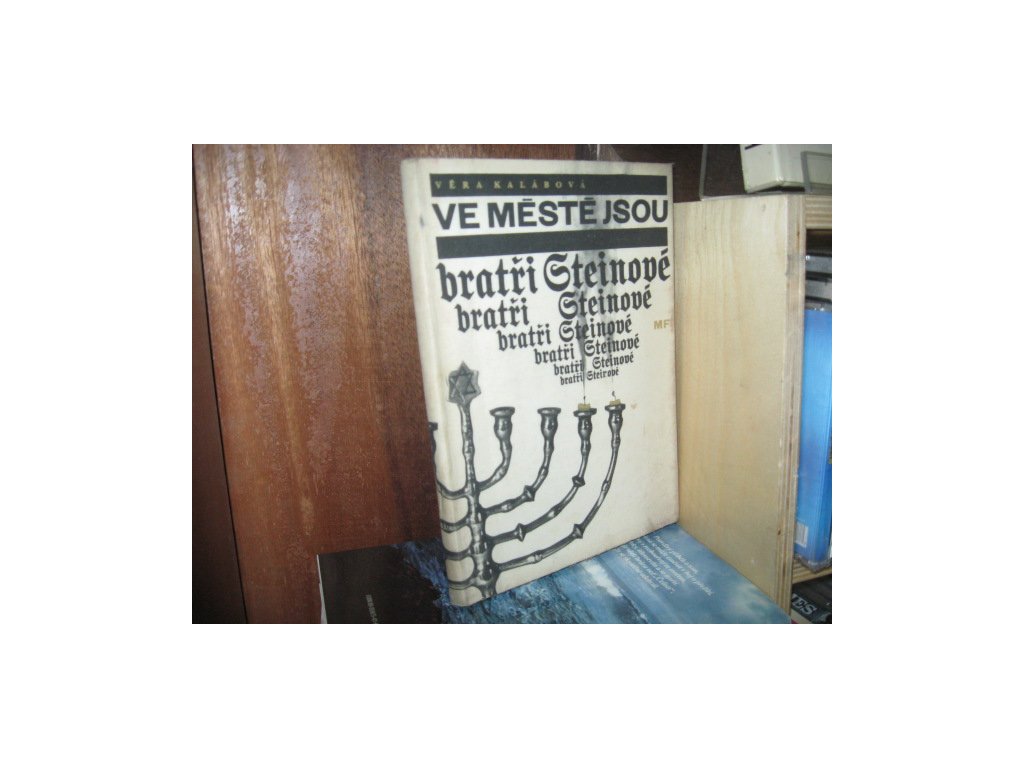 VĚRA KALÁBOVÁ
VE MĚSTĚ JSOU
bratři Steinové
bratři Steinové
bratři Steinové
bratři Steinové
bratři Steinové
bratři Steinové
MF